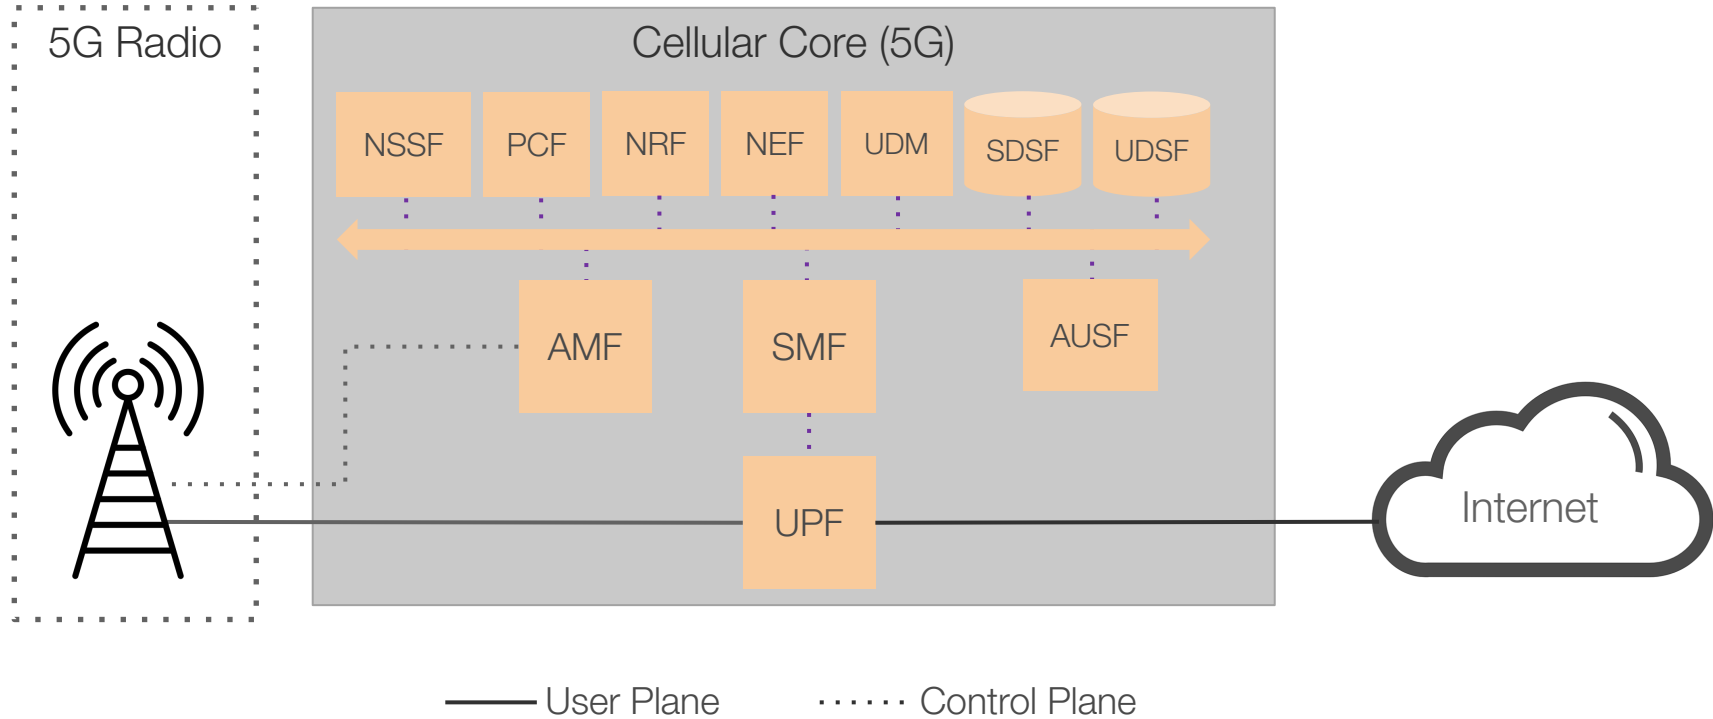 5G Radio
Cellular Core (5G)
NSSF
PCF
NRF
NEF
UDM
SDSF
UDSF
AMF
SMF
AUSF
UPF
Internet
User Plane
Control Plane